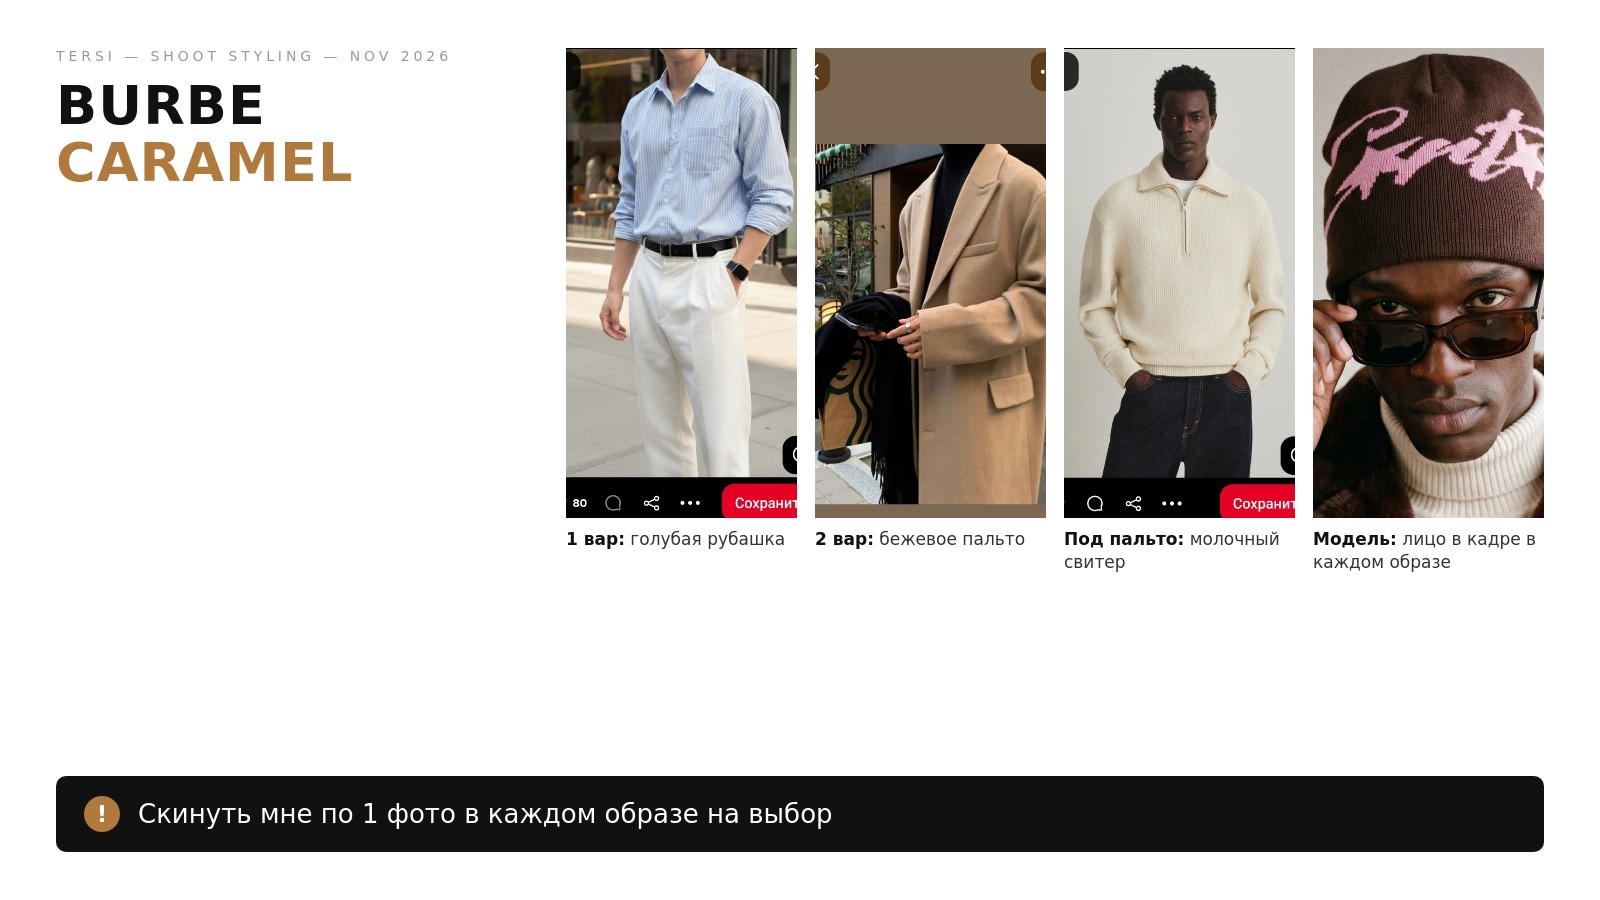 TERSI — SHOOT STYLING — NOV 2026
BURBE
CARAMEL
80
Сохранит
Сохранит
1 вар: голубая рубашка
2 вар: бежевое пальто
Под пальто: молочный
свитер
Модель: лицо в кадре в
каждом образе
! Скинуть мне по 1 фото в каждом образе на выбор